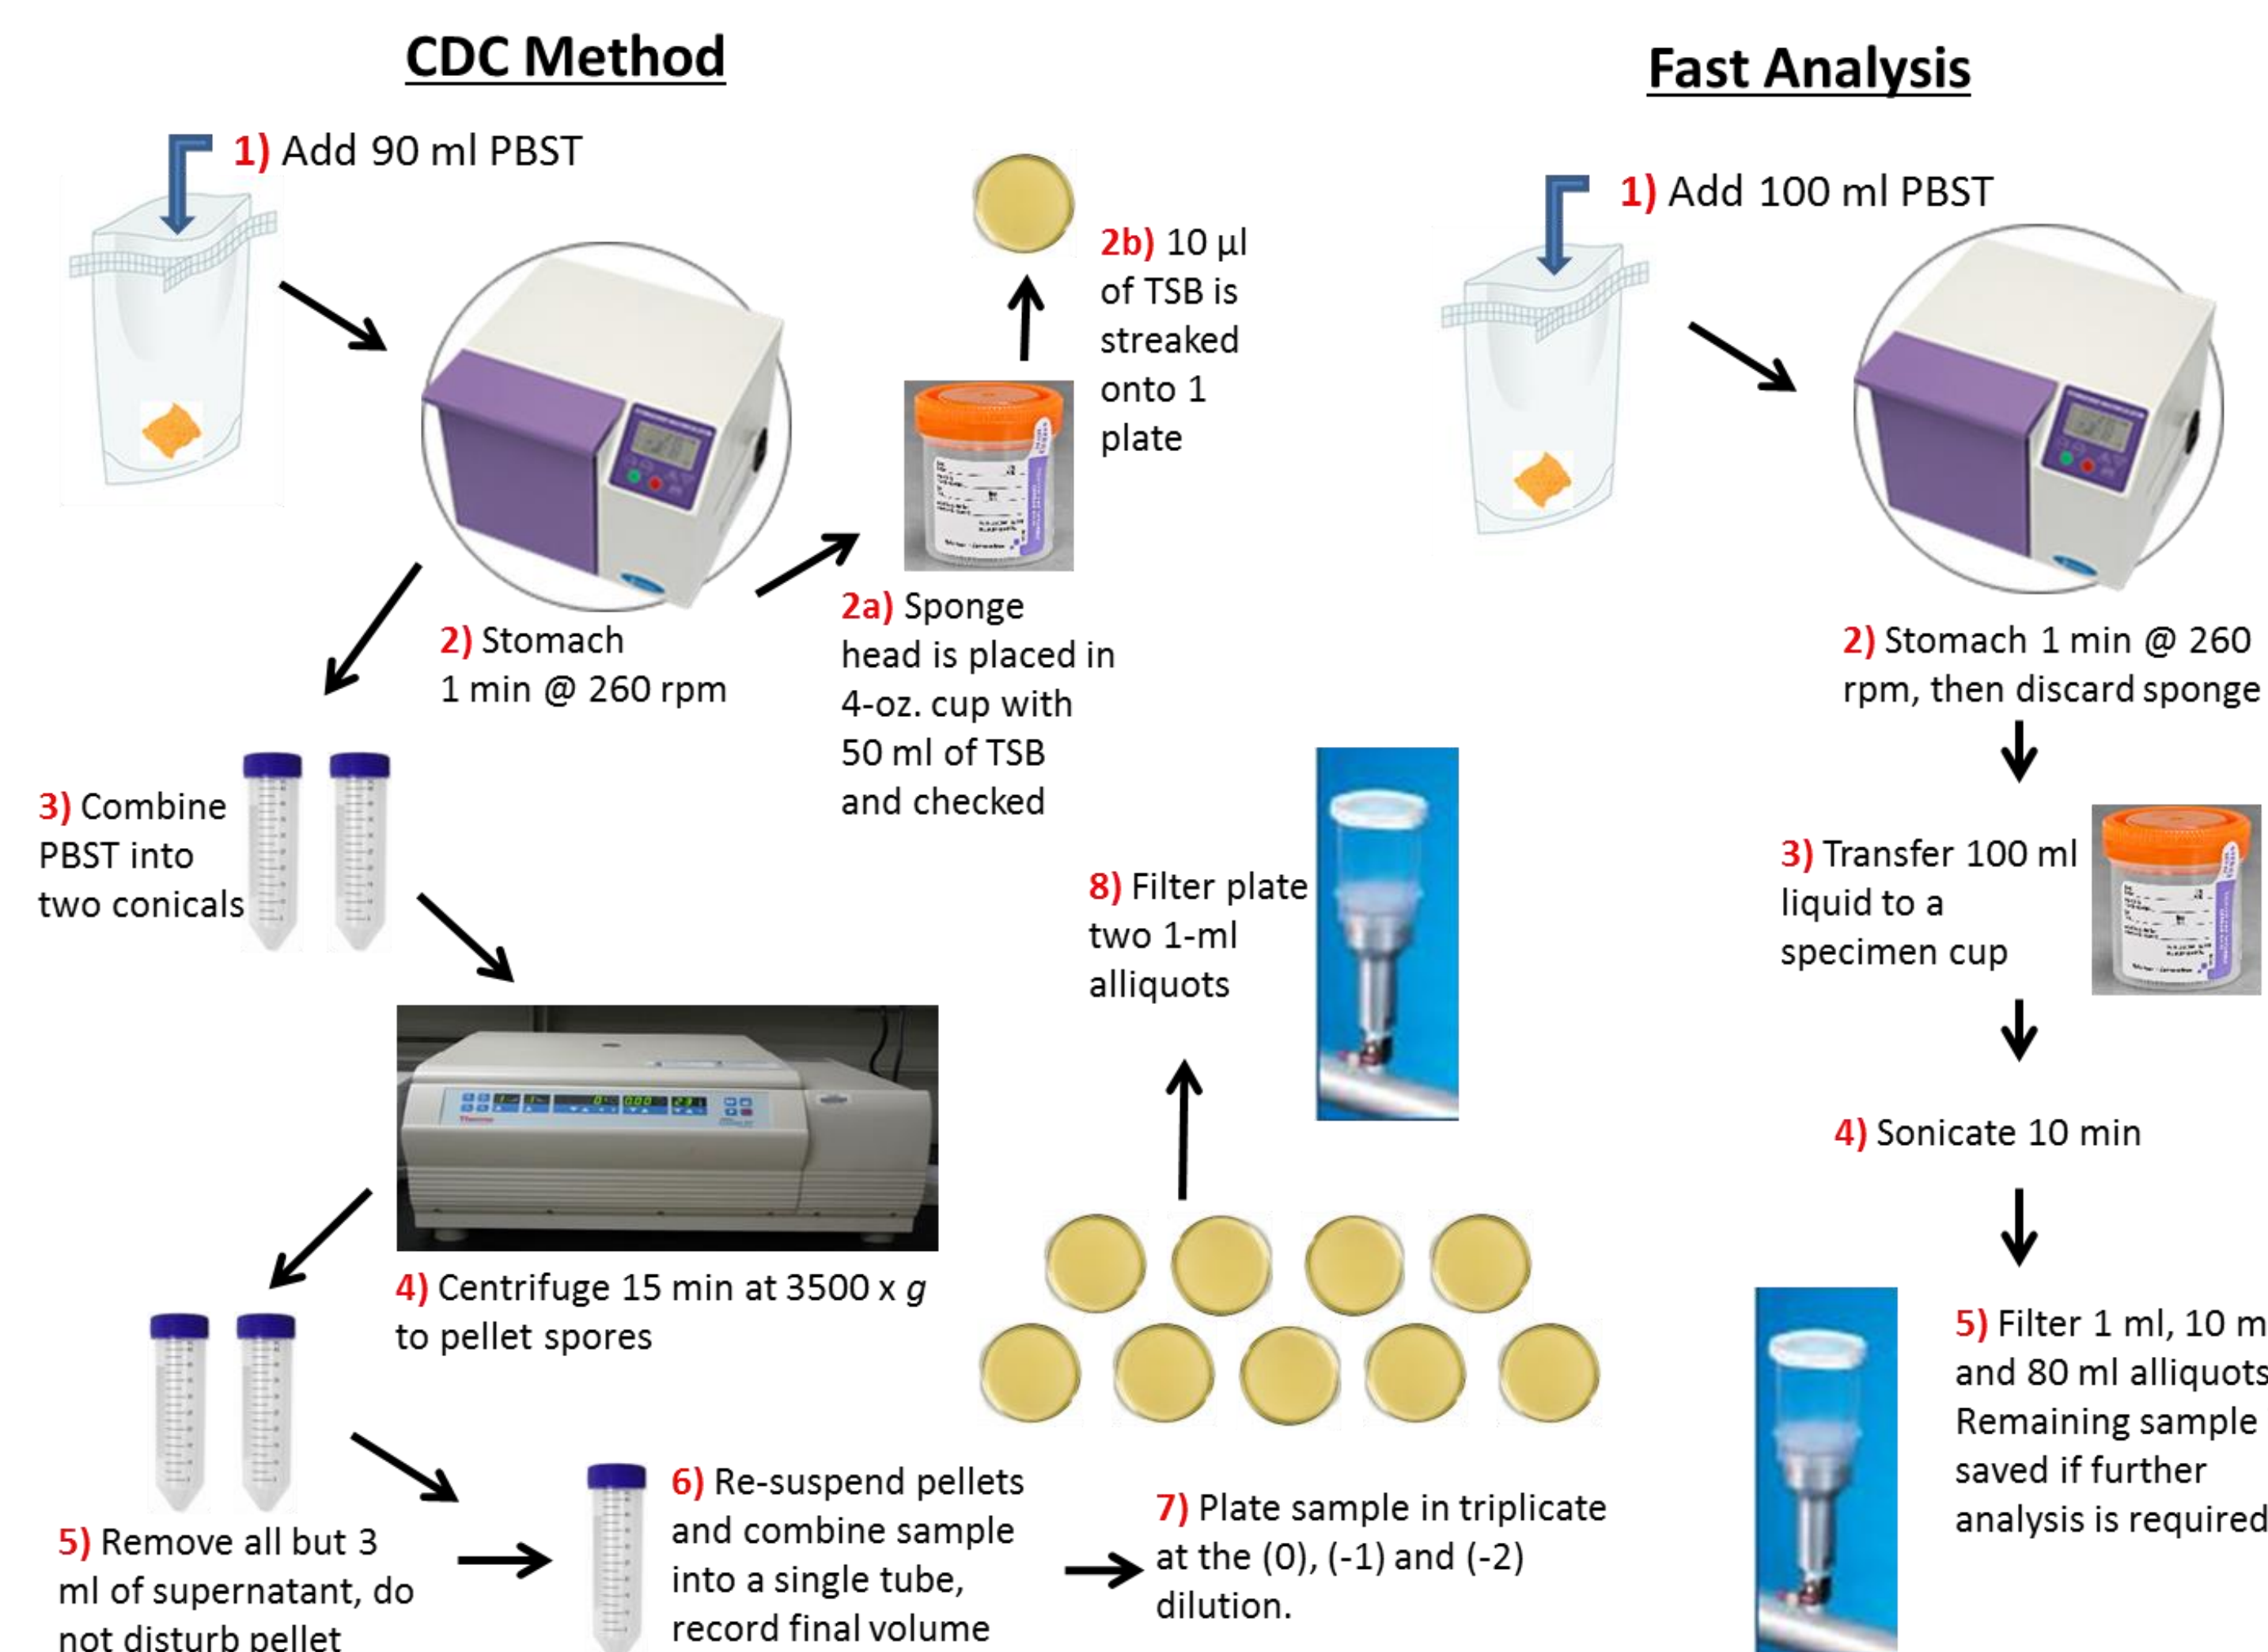 CDC Method
1) Add 90 ml PBST
2) Stomach
1 min @ 260 rpm
2a) Sponge
head is placed in
4-oz. cup with
50 ml of TSB
and checked
2b) 10 µl
of TSB is
streaked
onto 1
plate
3) Combine
PBST into
two conicals
4) Centrifuge 15 min at 3500 x g
to pellet spores
5) Remove all but 3
ml of supernatant, do
not disturb pellet
6) Re-suspend pellets
and combine sample
into a single tube,
record final volume
7) Plate sample in triplicate
at the (0), (-1) and (-2)
dilution.
8) Filter plate
two 1-ml
alliquots
Fast Analysis
1) Add 100 ml PBST
2) Stomach 1 min @ 260
rpm, then discard sponge
3) Transfer 100 ml
liquid to a
specimen cup
4) Sonicate 10 min
5) Filter 1 ml, 10 m
and 80 ml alliquots
Remaining sample
saved if further
analysis is required
Thermo